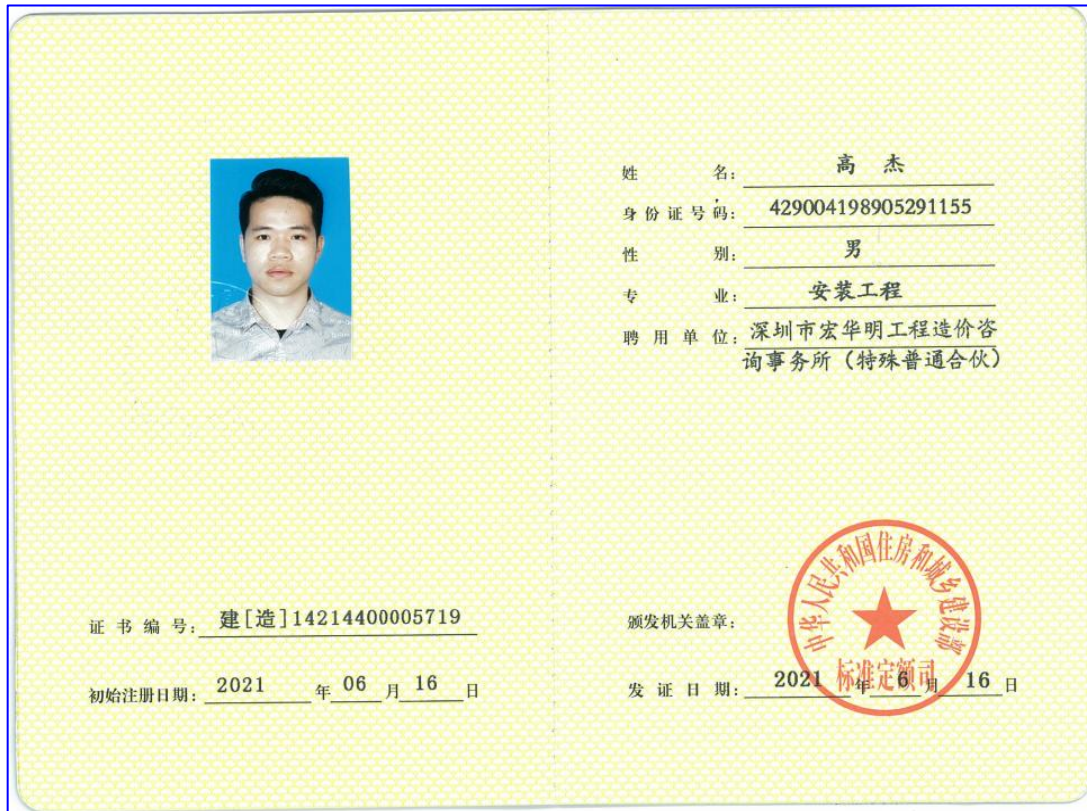 姓 名: 高 杰
身份证号码: 429004198905291155
性 别: 男
专 业: 安装工程
聘用单位: 深圳市宏华明工程造价咨
询事务所（特殊普通合伙）
证书编号: 建[造]14214400005719
初始注册日期: 2021 年 06 月 16 日
颁发机关盖章:
中华人民共和国住房和城乡建设部
标准定额司
发证日期: 2021 年 6 月 16 日